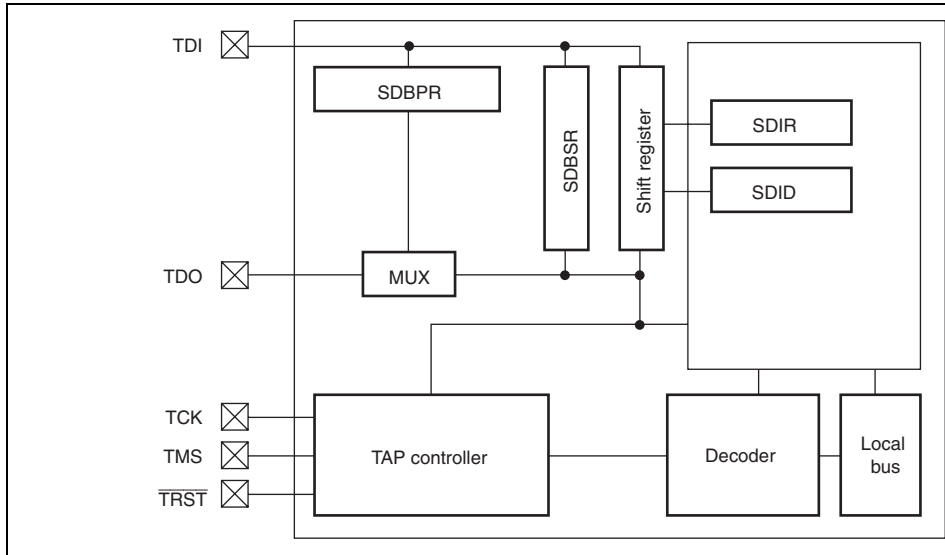 TDI
SDBPR
SDBSR
Shift register
SDIR
SDID
TDO
MUX
TCK
TMS
TRST
TAP controller
Decoder
Local
bus